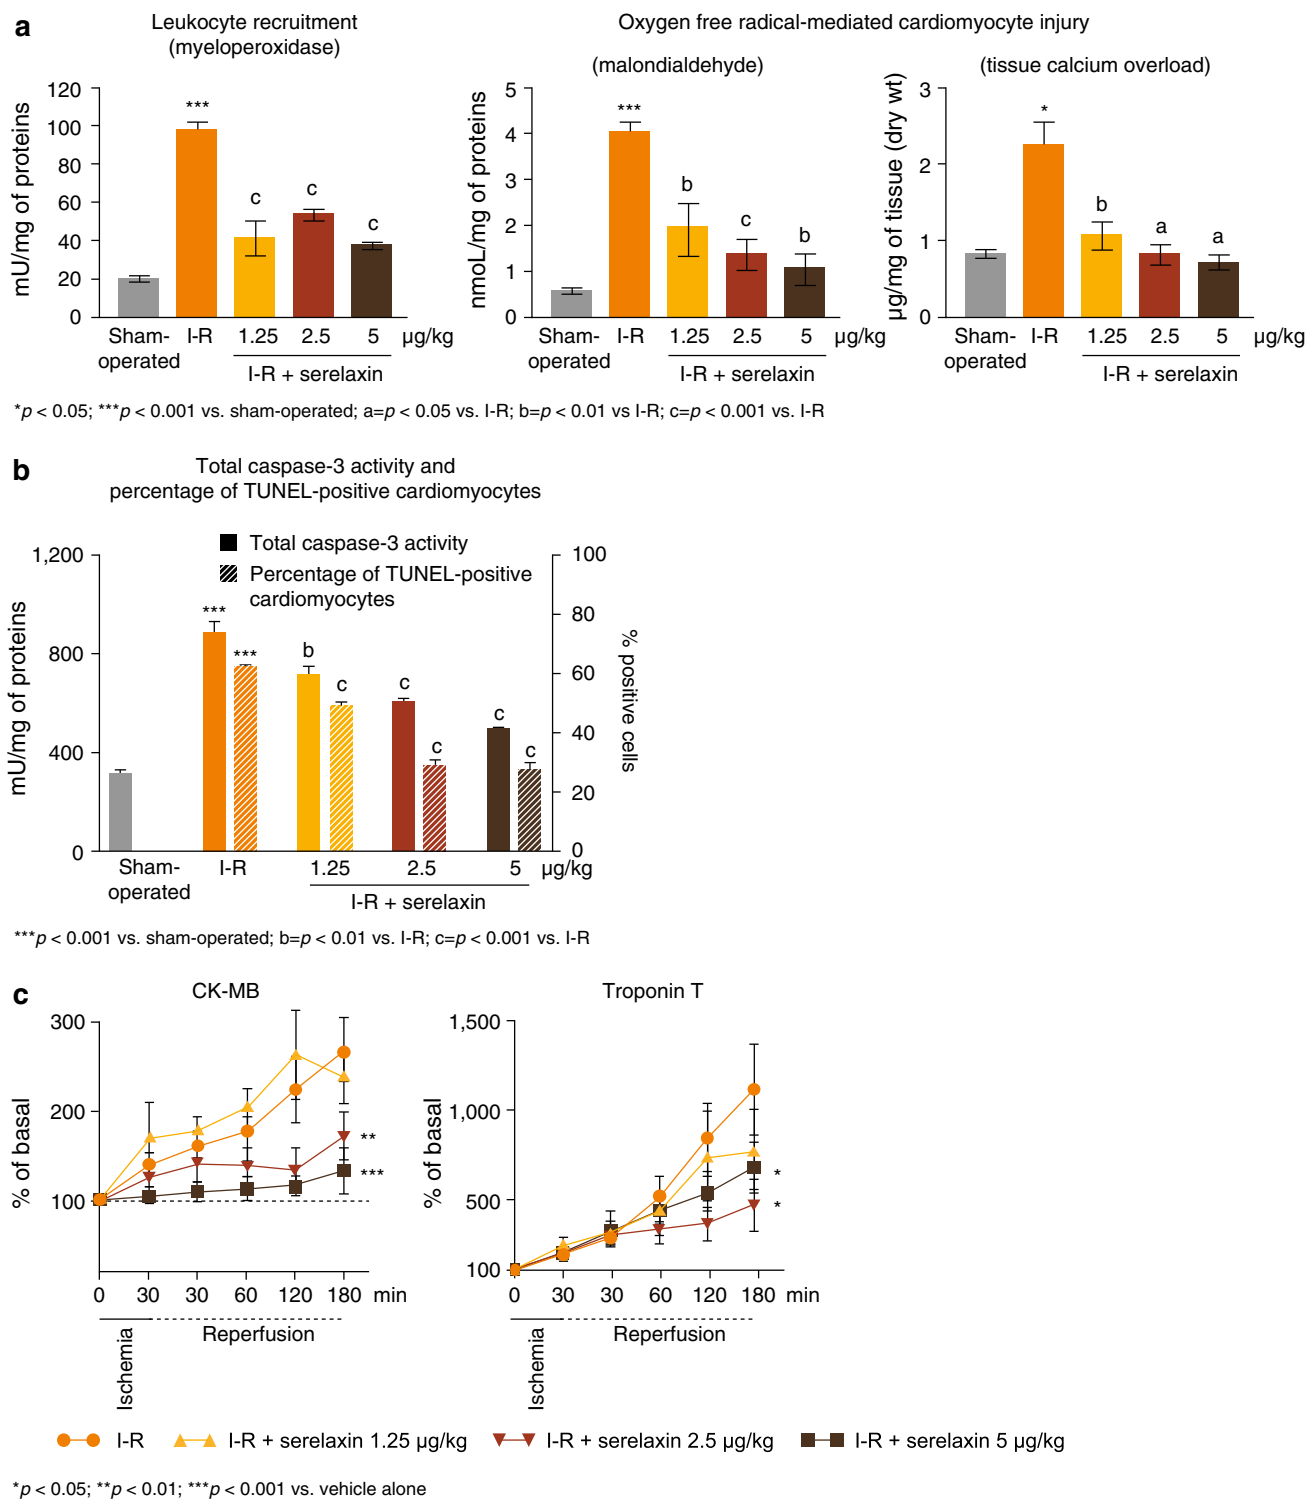 a
Leukocyte recruitment
(myeloperoxidase)
Oxygen free radical-mediated cardiomyocyte injury
(malondialdehyde)
(tissue calcium overload)
mU/mg of proteins
120
100
80
60
40
20
0
***
c
c
c
Sham-operated
I-R
1.25
2.5
5
µg/kg
I-R + serelaxin
nmoL/mg of proteins
5
4
3
2
1
0
***
b
c
b
Sham-operated
I-R
1.25
2.5
5
µg/kg
I-R + serelaxin
µg/mg of tissue (dry wt)
3
2
1
0
*
b
a
a
Sham-operated
I-R
1.25
2.5
5
µg/kg
I-R + serelaxin
*p < 0.05; ***p < 0.001 vs. sham-operated; a=p < 0.05 vs. I-R; b=p < 0.01 vs I-R; c=p < 0.001 vs. I-R
b
Total caspase-3 activity and
percentage of TUNEL-positive cardiomyocytes
Total caspase-3 activity
Percentage of TUNEL-positive
cardiomyocytes
mU/mg of proteins
1,200
800
400
0
100
80
60
40
20
0
% positive cells
***
***
b
c
c
c
c
c
Sham-operated
I-R
1.25
2.5
5
µg/kg
I-R + serelaxin
***p < 0.001 vs. sham-operated; b=p < 0.01 vs. I-R; c=p < 0.001 vs. I-R
c
CK-MB
% of basal
300
200
100
**
***
0 30 30 60 120 180 min
Ischemia
Reperfusion
Troponin T
% of basal
1,500
1,000
500
100
*
*
0 30 30 60 120 180 min
Ischemia
Reperfusion
I-R
I-R + serelaxin 1.25 µg/kg
I-R + serelaxin 2.5 µg/kg
I-R + serelaxin 5 µg/kg
*p < 0.05; **p < 0.01; ***p < 0.001 vs. vehicle alone